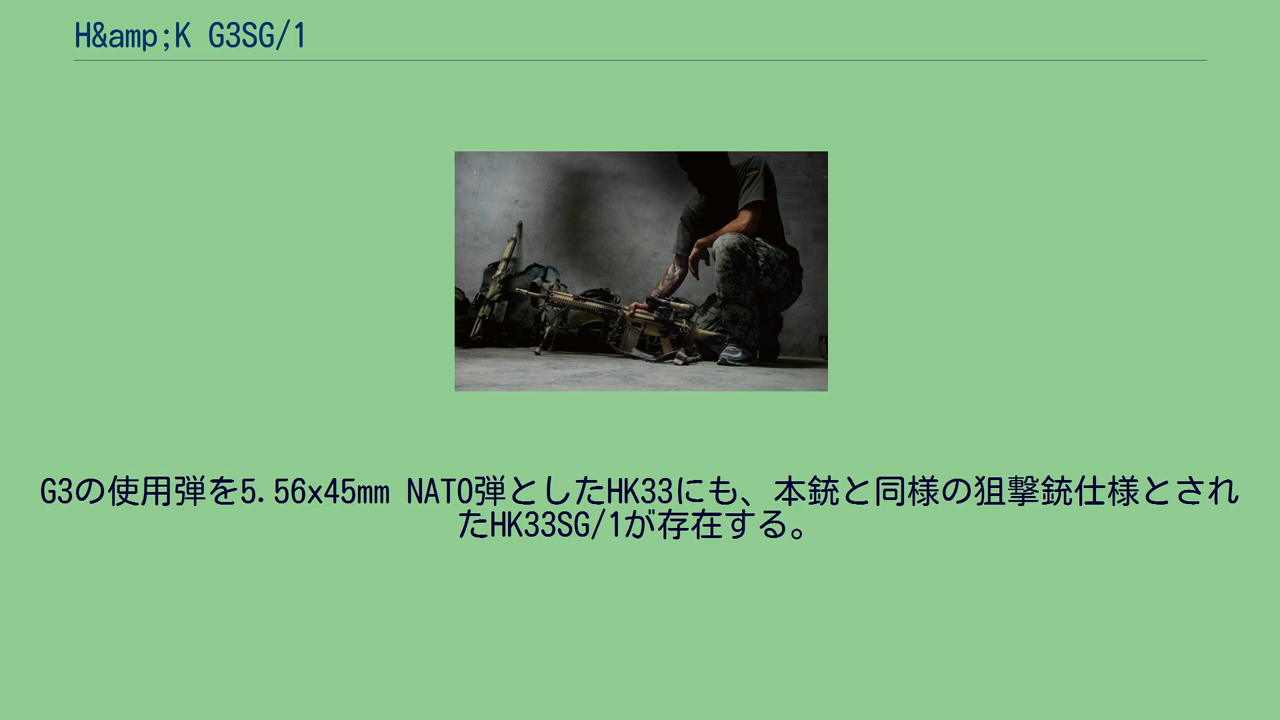 H&amp;K G3SG/1
G3の使用弾を5.56x45mm NATO弾としたHK33にも、本銃と同様の狙撃銃仕様とされ
たHK33SG/1が存在する。